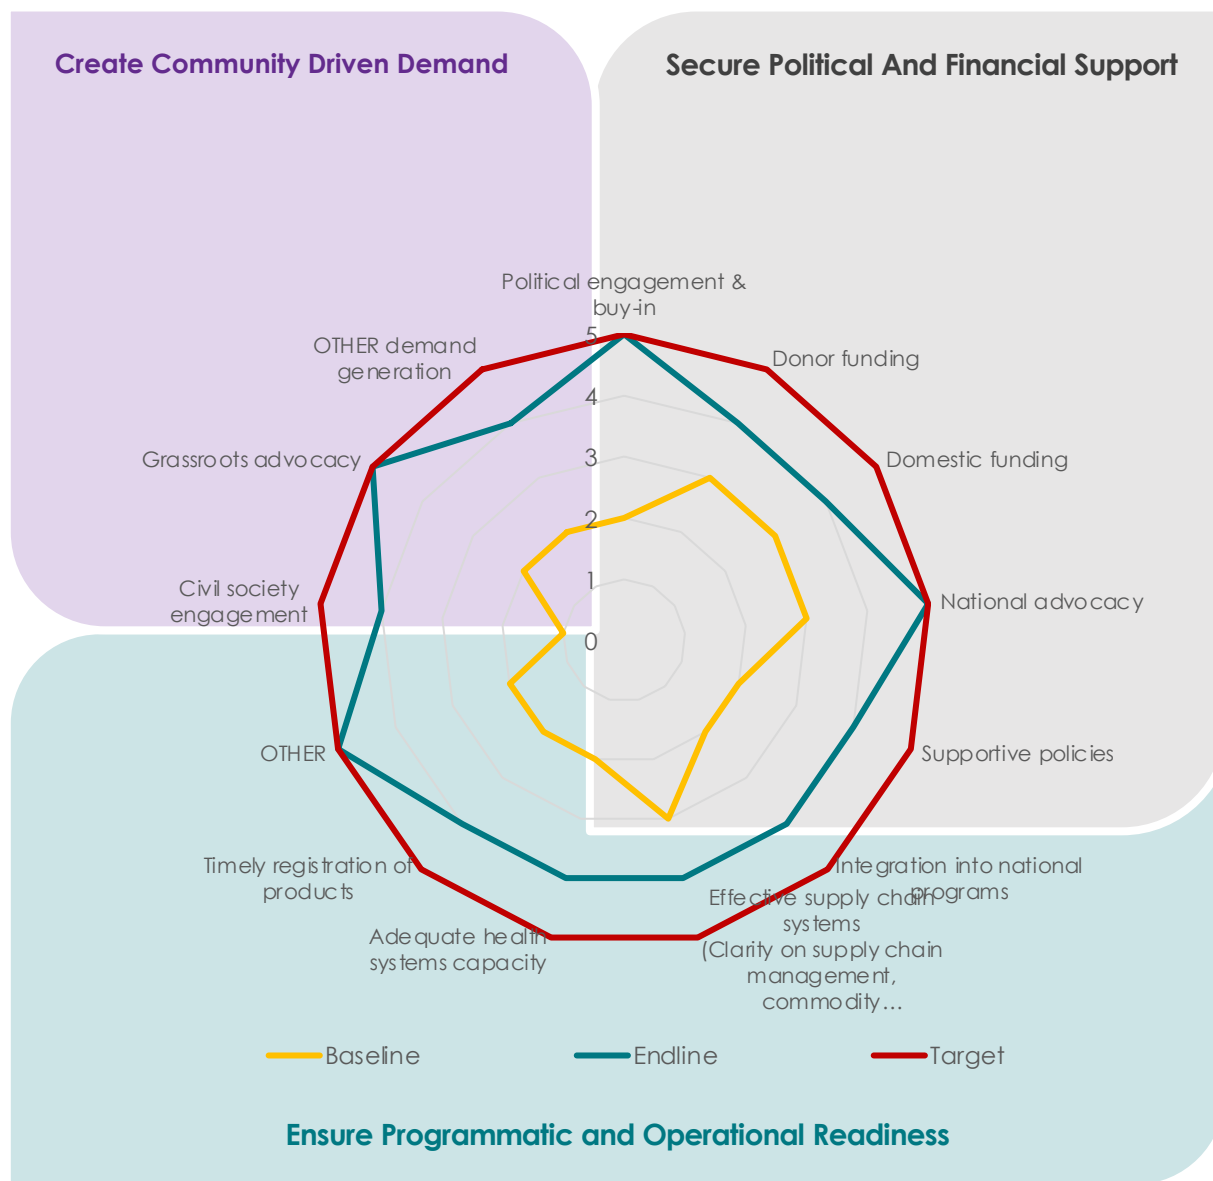 Create Community Driven Demand
Secure Political And Financial Support
Political engagement &
buy-in
OTHER demand
generation
Donor funding
Grassroots advocacy
Domestic funding
Civil society
engagement
National advocacy
OTHER
Supportive policies
Timely registration of
products
Integration into national
programs
Adequate health
systems capacity
Effective supply chain
systems
(Clarity on supply chain
management,
commodity…
5
4
3
2
1
0
Baseline
Endline
Target
Ensure Programmatic and Operational Readiness